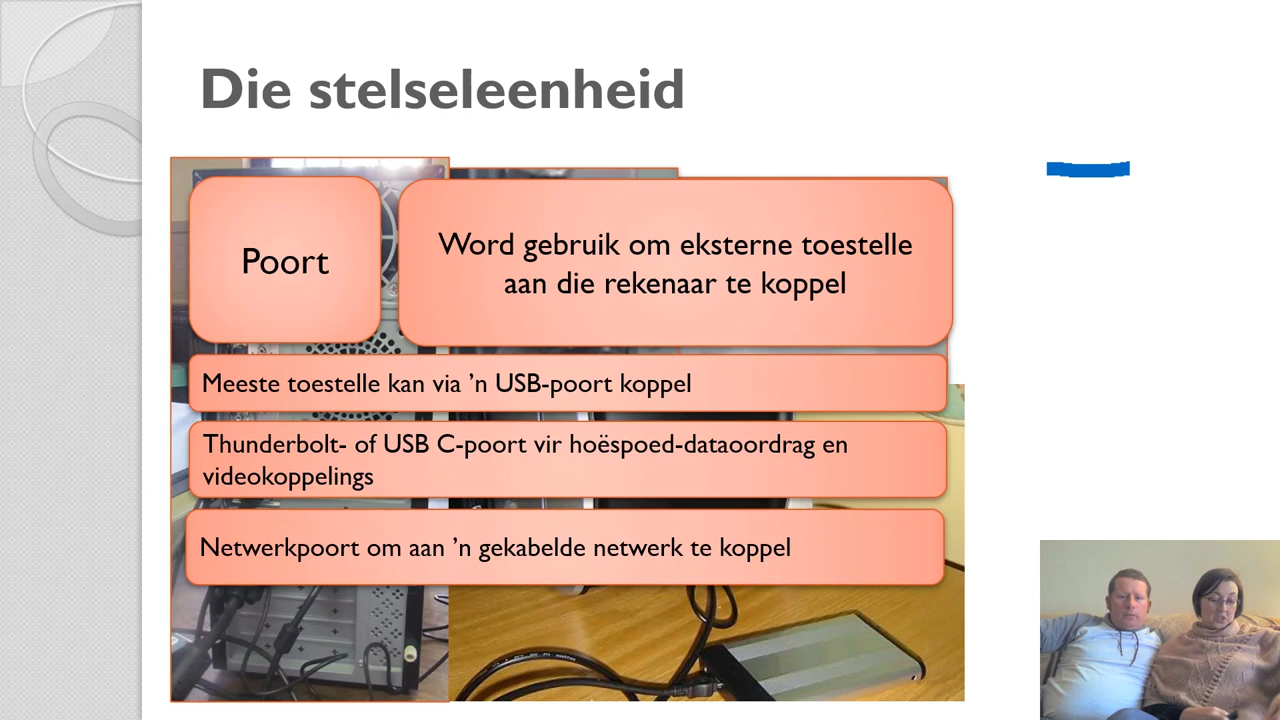 Die stelseleenheid
Poort
Word gebruik om eksterne toestelle
aan die rekenaar te koppel
Meeste toestelle kan via ’n USB-poort koppel
Thunderbolt- of USB C-poort vir hoëspoed-dataoordrag en
videokoppelings
Netwerkpoort om aan ’n gekabelde netwerk te koppel